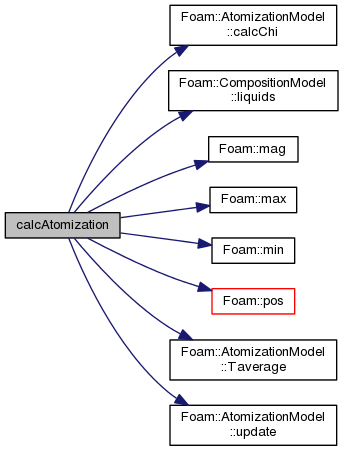 Foam::AtomizationModel
::calcChi
Foam::CompositionModel
::liquids
Foam::mag
Foam::max
calcAtomization
Foam::min
Foam::pos
Foam::AtomizationModel
::Taverage
Foam::AtomizationModel
::update